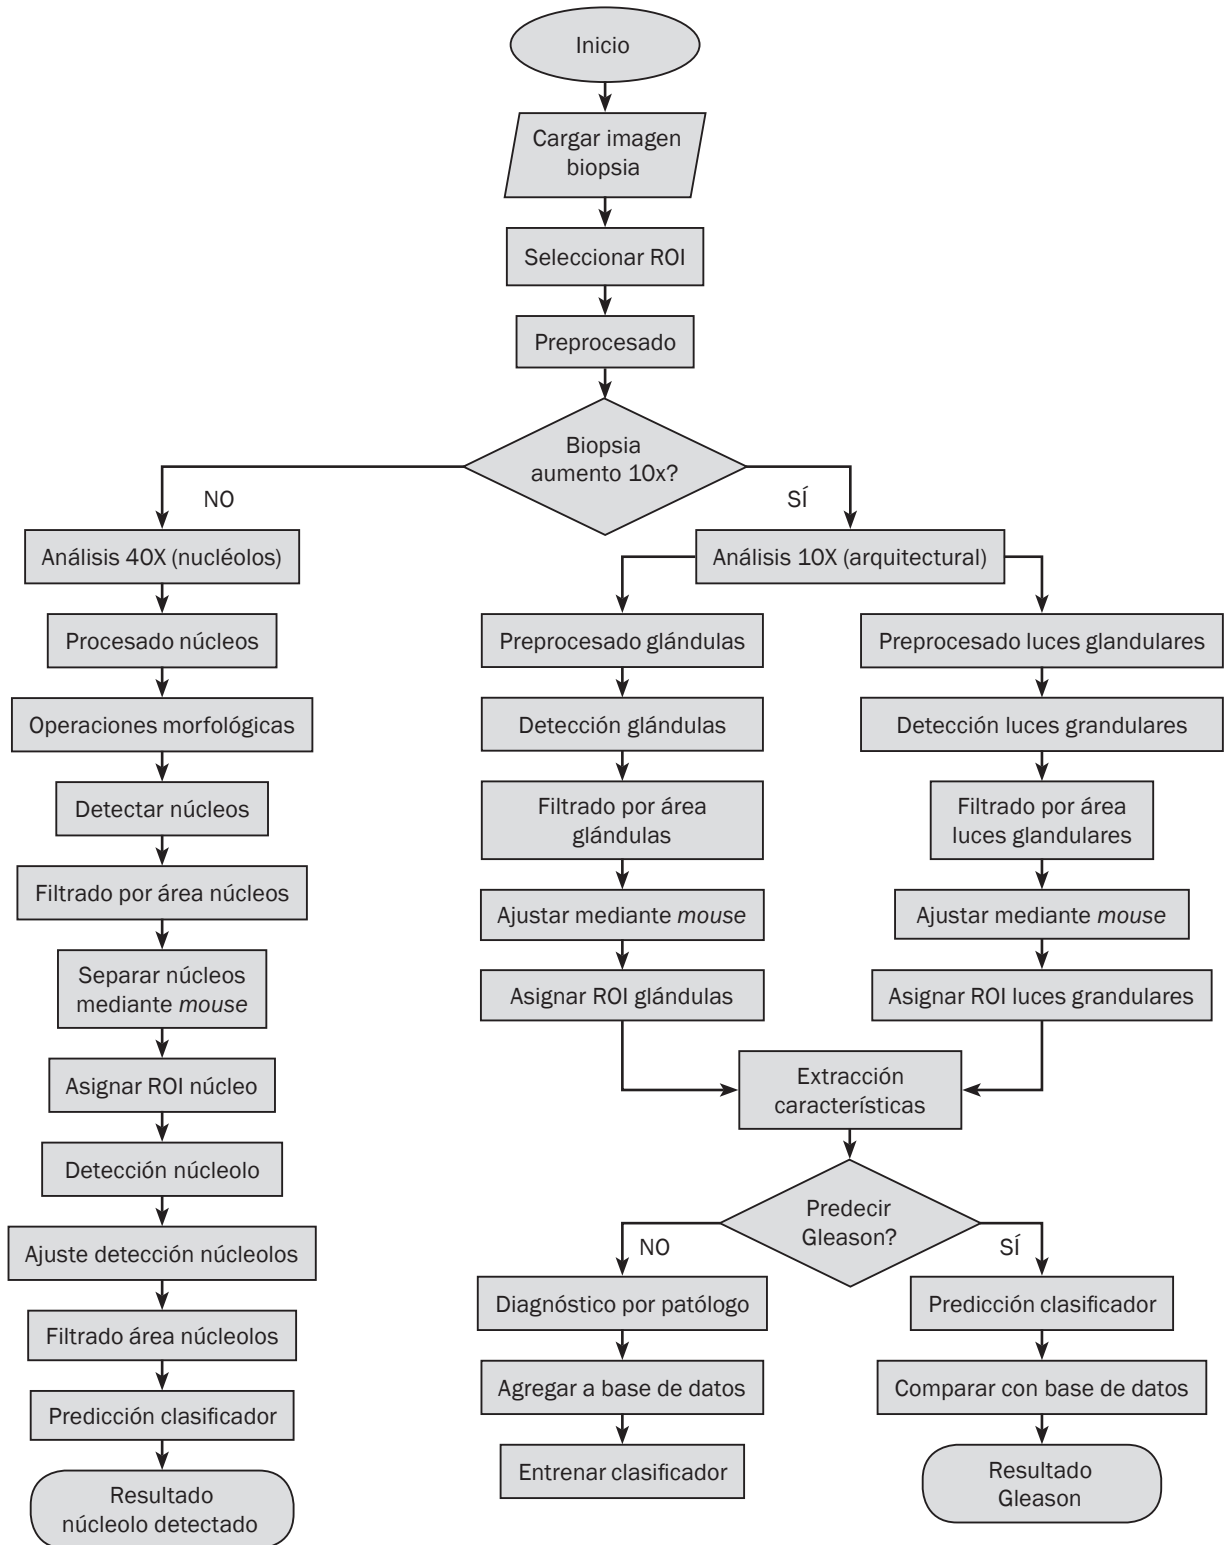 Inicio
Cargar imagen
biopsia
Seleccionar ROI
Preprocesado
Biopsia
aumento 10x?
NO
SÍ
Análisis 40X (nucléolos)
Procesado núcleos
Operaciones morfológicas
Detectar núcleos
Filtrado por área núcleos
Separar núcleos
mediante mouse
Asignar ROI núcleo
Detección núcleolo
Ajuste detección núcleolos
Filtrado área núcleolos
Predicción clasificador
Resultado
núcleolo detectado
Análisis 10X (arquitectural)
Preprocesado glándulas
Detección glándulas
Filtrado por área
glándulas
Ajustar mediante mouse
Asignar ROI glándulas
Preprocesado luces glandulares
Detección luces grandulares
Filtrado por área
luces glandulares
Ajustar mediante mouse
Asignar ROI luces grandulares
Extracción
características
Predecir
Gleason?
NO
SÍ
Diagnóstico por patólogo
Agregar a base de datos
Entrenar clasificador
Predicción clasificador
Comparar con base de datos
Resultado
Gleason